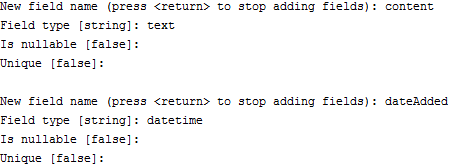 New field name (press <return> to stop adding fields): content
Field type [string]: text
Is nullable [false]:
Unique [false]:

New field name (press <return> to stop adding fields): dateAdded
Field type [string]: datetime
Is nullable [false]:
Unique [false]: